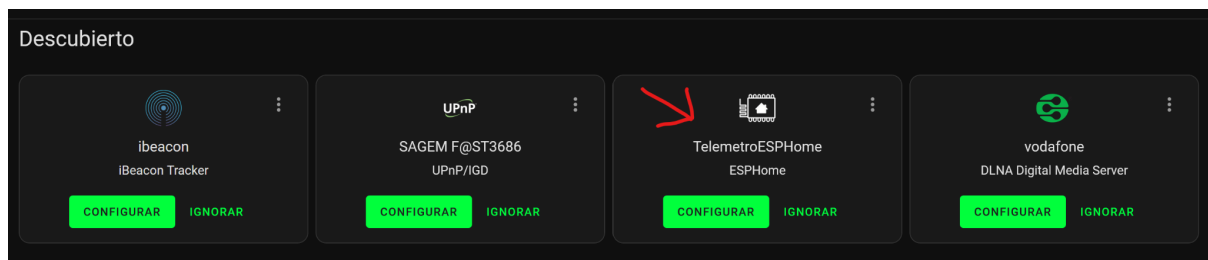 Descubierto
ibeacon
iBeacon Tracker
CONFIGURAR IGNORAR
UPnP
SAGEM F@ST3686
UPnP/IGD
CONFIGURAR IGNORAR
TelemetroESPHome
ESPHome
CONFIGURAR IGNORAR
vodafone
DLNA Digital Media Server
CONFIGURAR IGNORAR